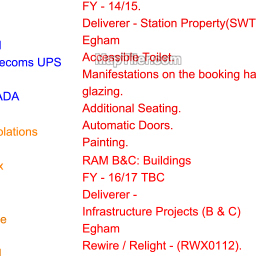 FY - 14/15.
Deliverer - Station Property(SWT
Egham
ecoms UPS
Accessible Toilet.
Manifestations on the booking ha
glazing.
ADA
Additional Seating.
Automatic Doors.
olations
Painting.
RAM B&C: Buildings
x
FY - 16/17 TBC
Deliverer -
Infrastructure Projects (B & C)
e
Egham
Rewire / Relight - (RWX0112).